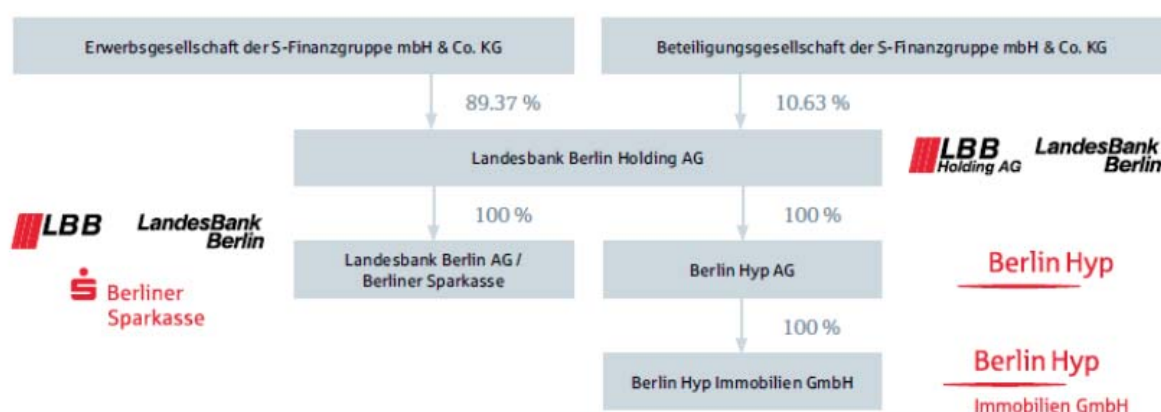 Erwerbsgesellschaft der S-Finanzgruppe mbH & Co. KG
Beteiligungsgesellschaft der S-Finanzgruppe mbH & Co. KG
89.37 %
10.63 %
Landesbank Berlin Holding AG
LBB
Holding AG
LandesBank
Berlin
100 %
100 %
LBB
LandesBank
Berlin
Landesbank Berlin AG /
Berliner Sparkasse
Berlin Hyp AG
Berlin Hyp
Berliner
Sparkasse
100 %
Berlin Hyp Immobilien GmbH
Berlin Hyp
Immobilien GmbH